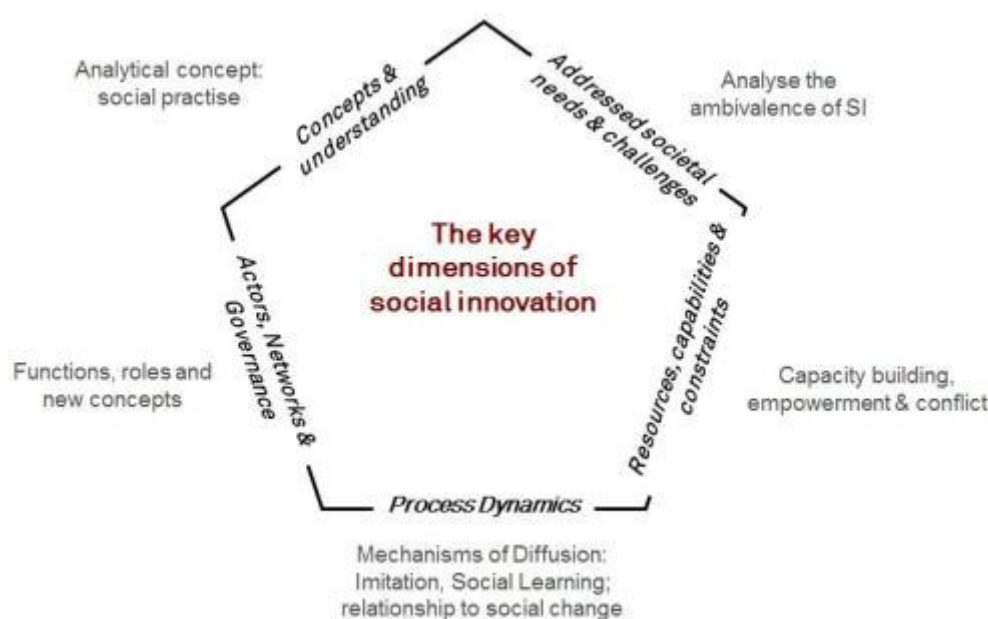 Analytical concept:
social practise
Concepts &
understanding
Addressed societal
needs & challenges
Analyse the
ambivalence of SI
The key
dimensions of
social innovation
Actors, Networks &
Governance
Functions, roles and
new concepts
Resources, capabilities &
constraints
Capacity building,
empowerment & conflict
Process Dynamics
Mechanisms of Diffusion:
Imitation, Social Learning;
relationship to social change